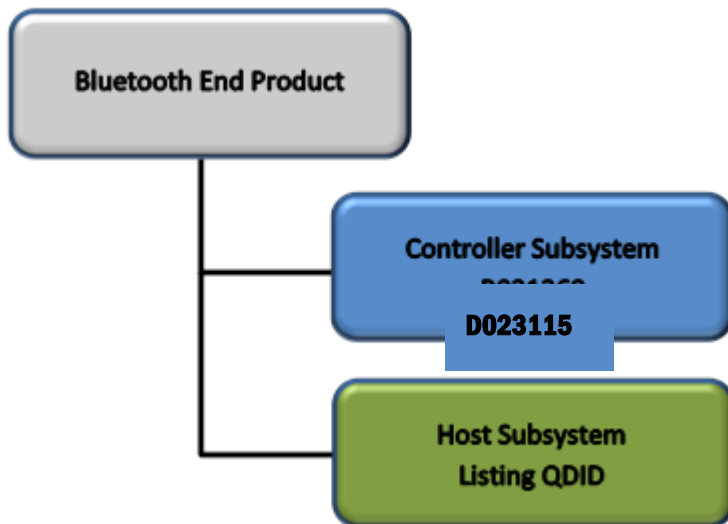 Bluetooth End Product
Controller Subsystem
D023115
Host Subsystem
Listing QDID